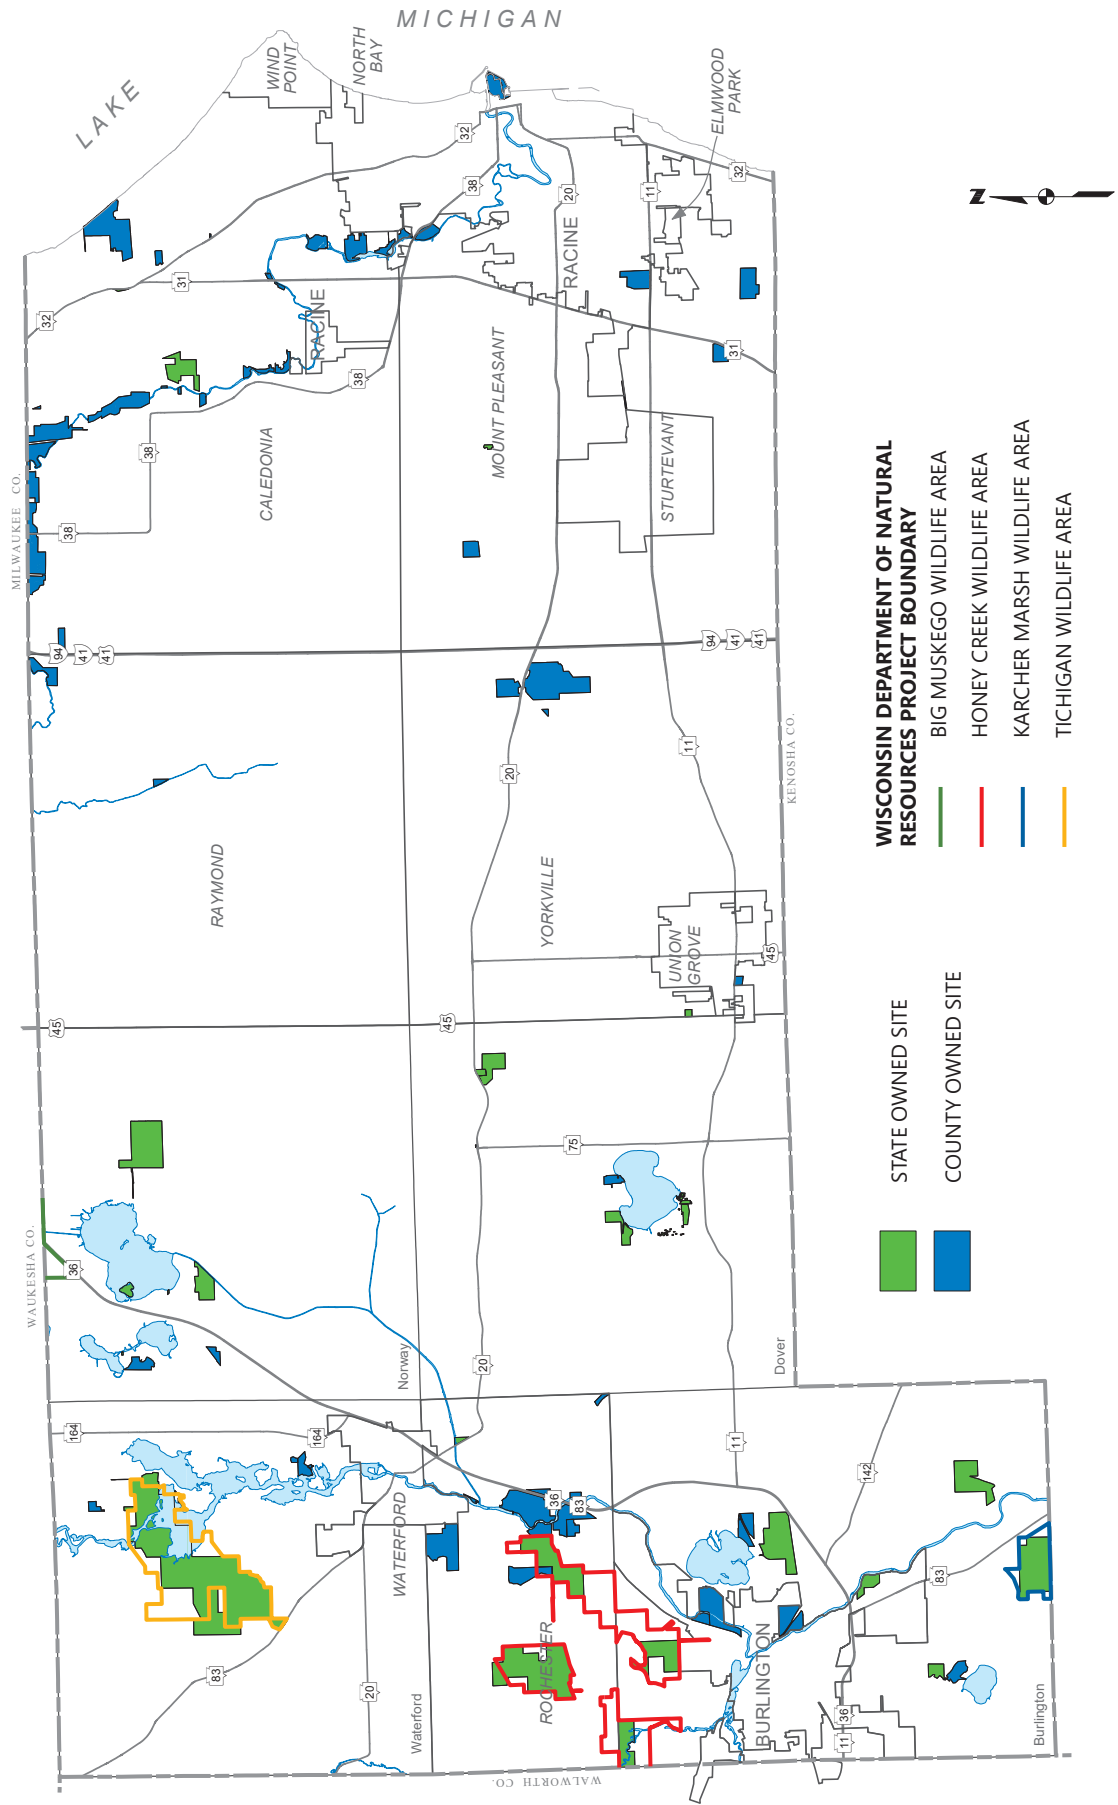 LAKE
MICHIGAN
WIND
POINT
NORTH
BAY
ELMWOOD
PARK
MILWAUKEE CO.
WAUKESHA CO.
KENOSHA CO.
WALWORTH CO.
RACINE
RACINE
CALEDONIA
MOUNT PLEASANT
STURTEVANT
RAYMOND
YORKVILLE
UNION
GROVE
Norway
Dover
WATERFORD
Waterford
ROCHESTER
BURLINGTON
Burlington
32
32
32
31
31
38
38
38
38
20
11
94
41
41
94
41
41
20
11
45
45
45
75
36
20
11
164
164
36
83
142
83
83
20
36
11
N
WISCONSIN DEPARTMENT OF NATURAL
RESOURCES PROJECT BOUNDARY
BIG MUSKEGO WILDLIFE AREA
HONEY CREEK WILDLIFE AREA
KARCHER MARSH WILDLIFE AREA
TICHIGAN WILDLIFE AREA
STATE OWNED SITE
COUNTY OWNED SITE